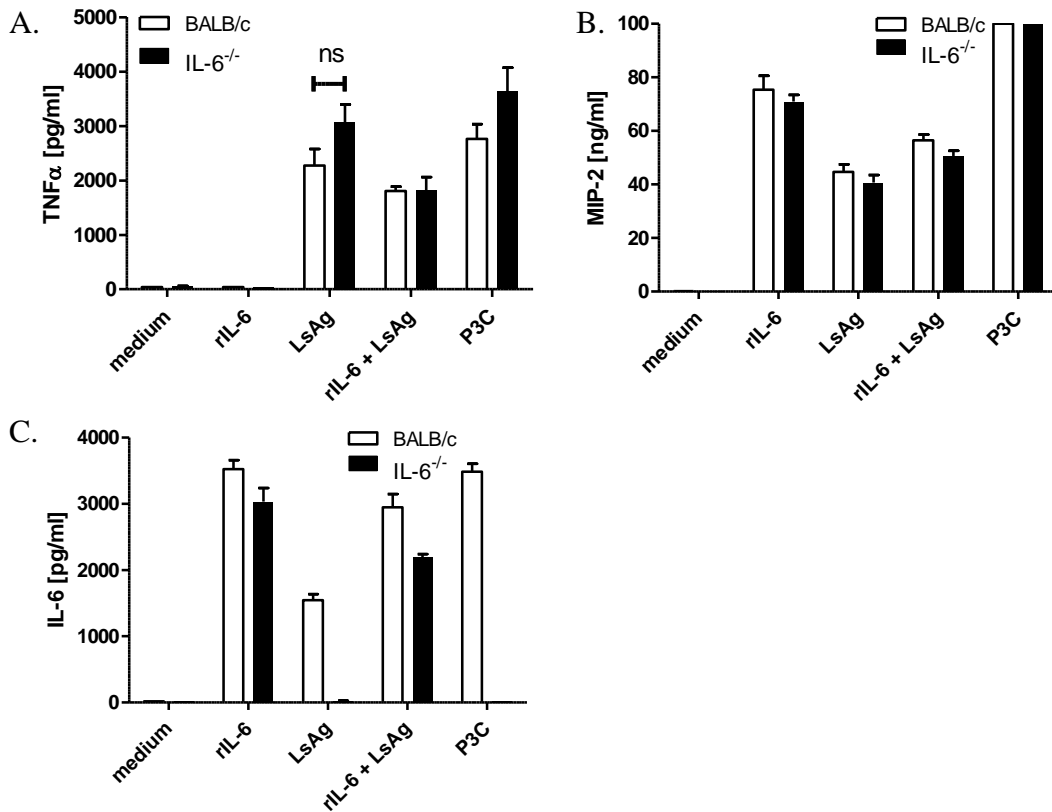 A.
BALB/c
IL-6-/-
ns
TNFα [pg/ml]
5000
4000
3000
2000
1000
0
medium
rIL-6
LsAg
rIL-6 + LsAg
P3C
B.
BALB/c
IL-6-/-
MIP-2 [ng/ml]
100
80
60
40
20
0
medium
rIL-6
LsAg
rIL-6 + LsAg
P3C
C.
BALB/c
IL-6-/-
IL-6 [pg/ml]
4000
3000
2000
1000
0
medium
rIL-6
LsAg
rIL-6 + LsAg
P3C